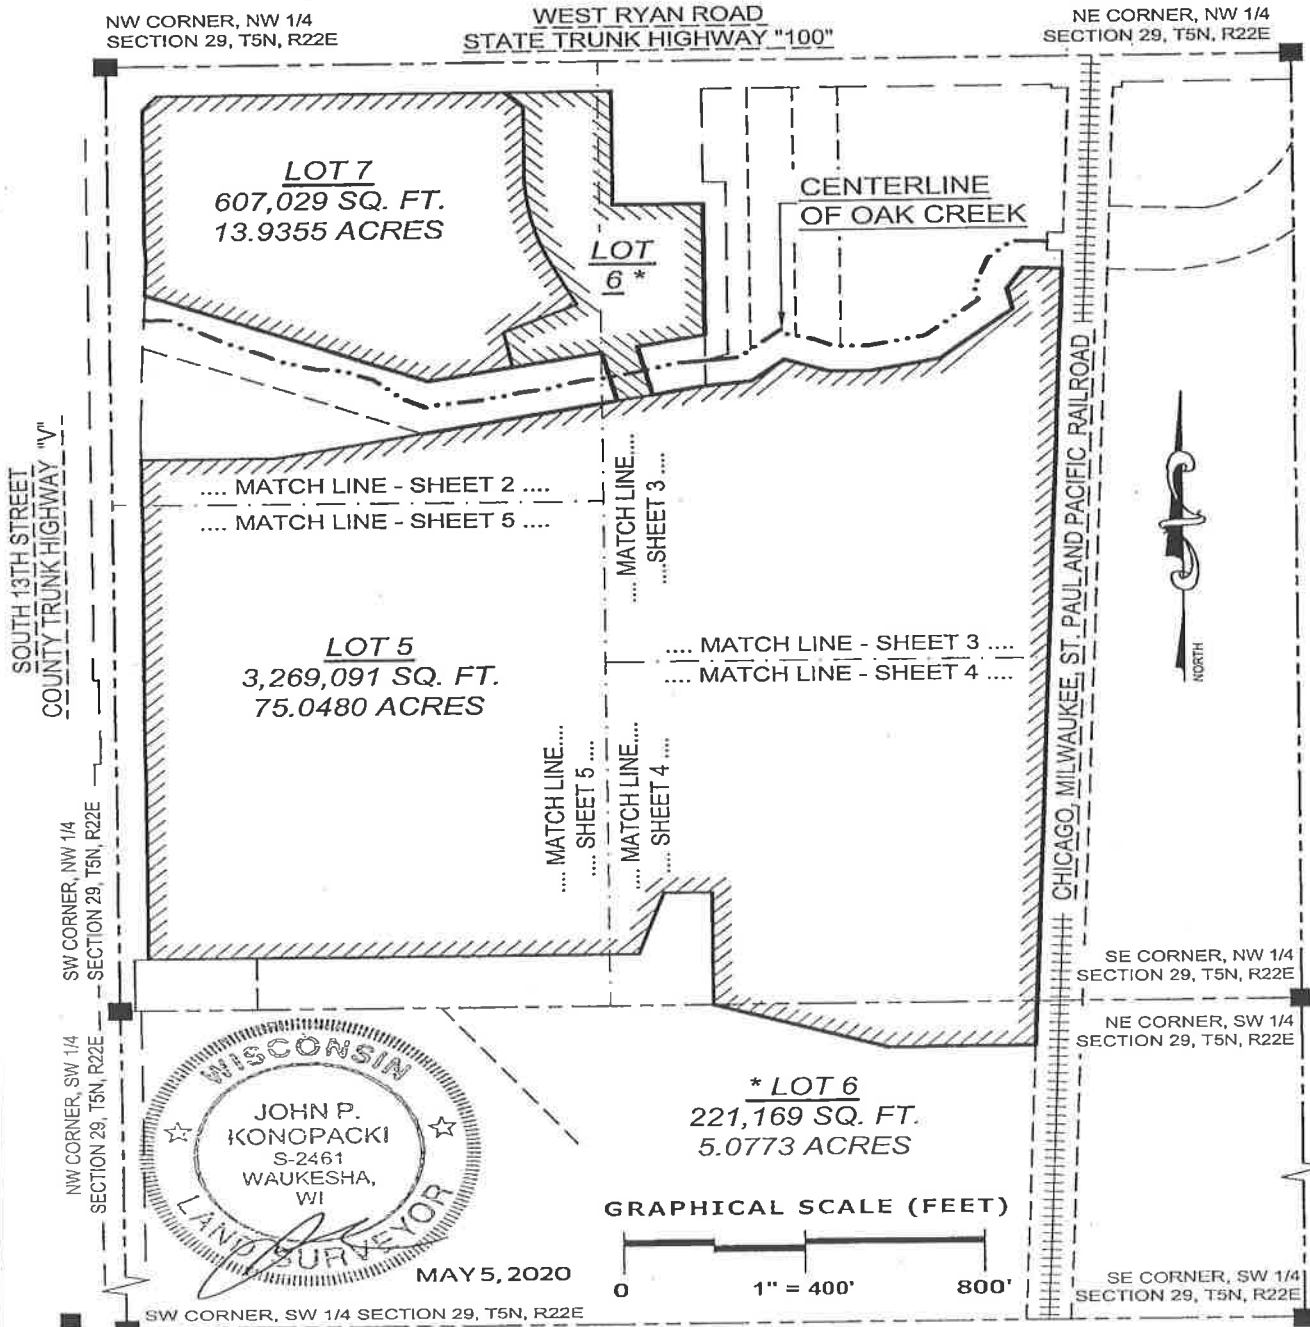 NW CORNER, NW 1/4
SECTION 29, T5N, R22E
WEST RYAN ROAD
STATE TRUNK HIGHWAY "100"
NE CORNER, NW 1/4
SECTION 29, T5N, R22E
LOT 7
607,029 SQ. FT.
13.9355 ACRES
LOT
6 *
CENTERLINE
OF OAK CREEK
SOUTH 13TH STREET
COUNTY TRUNK HIGHWAY "V"
.... MATCH LINE - SHEET 2 ....
.... MATCH LINE - SHEET 5 ....
.... MATCH LINE....
....SHEET 3 ....
CHICAGO, MILWAUKEE, ST. PAUL AND PACIFIC RAILROAD
NORTH
LOT 5
3,269,091 SQ. FT.
75.0480 ACRES
.... MATCH LINE - SHEET 3 ....
.... MATCH LINE - SHEET 4 ....
.... MATCH LINE....
.... SHEET 5 ....
.... MATCH LINE....
.... SHEET 4 ....
SW CORNER, NW 1/4
SECTION 29, T5N, R22E
SE CORNER, NW 1/4
SECTION 29, T5N, R22E
NE CORNER, SW 1/4
SECTION 29, T5N, R22E
NW CORNER, SW 1/4
SECTION 29, T5N, R22E
WISCONSIN
JOHN P.
KONOPACKI
S-2461
WAUKESHA,
WI
LAND SURVEYOR
MAY 5, 2020
* LOT 6
221,169 SQ. FT.
5.0773 ACRES
GRAPHICAL SCALE (FEET)
0 1" = 400' 800'
SE CORNER, SW 1/4
SECTION 29, T5N, R22E
SW CORNER, SW 1/4 SECTION 29, T5N, R22E